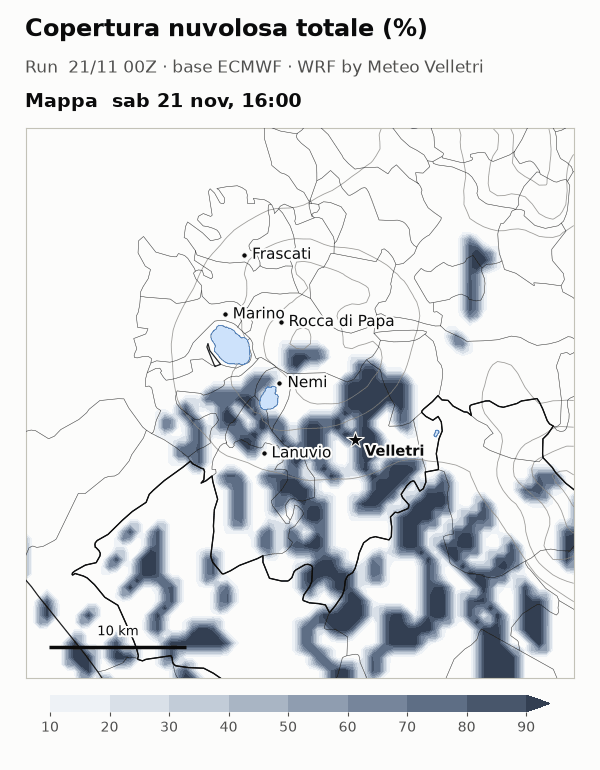 Copertura nuvolosa totale (%)
Run  21/11 00Z · base ECMWF · WRF by Meteo Velletri
Mappa  sab 21 nov, 16:00
Frascati
Marino
Rocca di Papa
Nemi
Velletri
Lanuvio
10 km
10 20 30 40 50 60 70 80 90